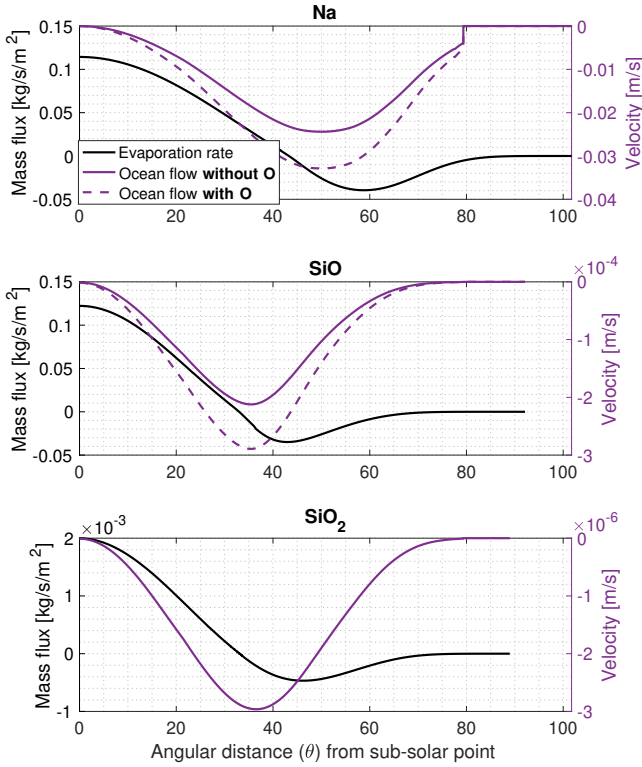 Na
0.15
0.1
0.05
0
-0.05
Mass flux [kg/s/m²]
0
-0.01
-0.02
-0.03
-0.04
Velocity [m/s]
Evaporation rate
Ocean flow without O
Ocean flow with O
0 20 40 60 80 100
SiO
×10⁻⁴
0.15
0.1
0.05
0
-0.05
Mass flux [kg/s/m²]
0
-1
-2
-3
Velocity [m/s]
0 20 40 60 80 100
SiO₂
×10⁻³
×10⁻⁶
2
1
0
-1
Mass flux [kg/s/m²]
0
-1
-2
-3
Velocity [m/s]
0 20 40 60 80 100
Angular distance (θ) from sub-solar point